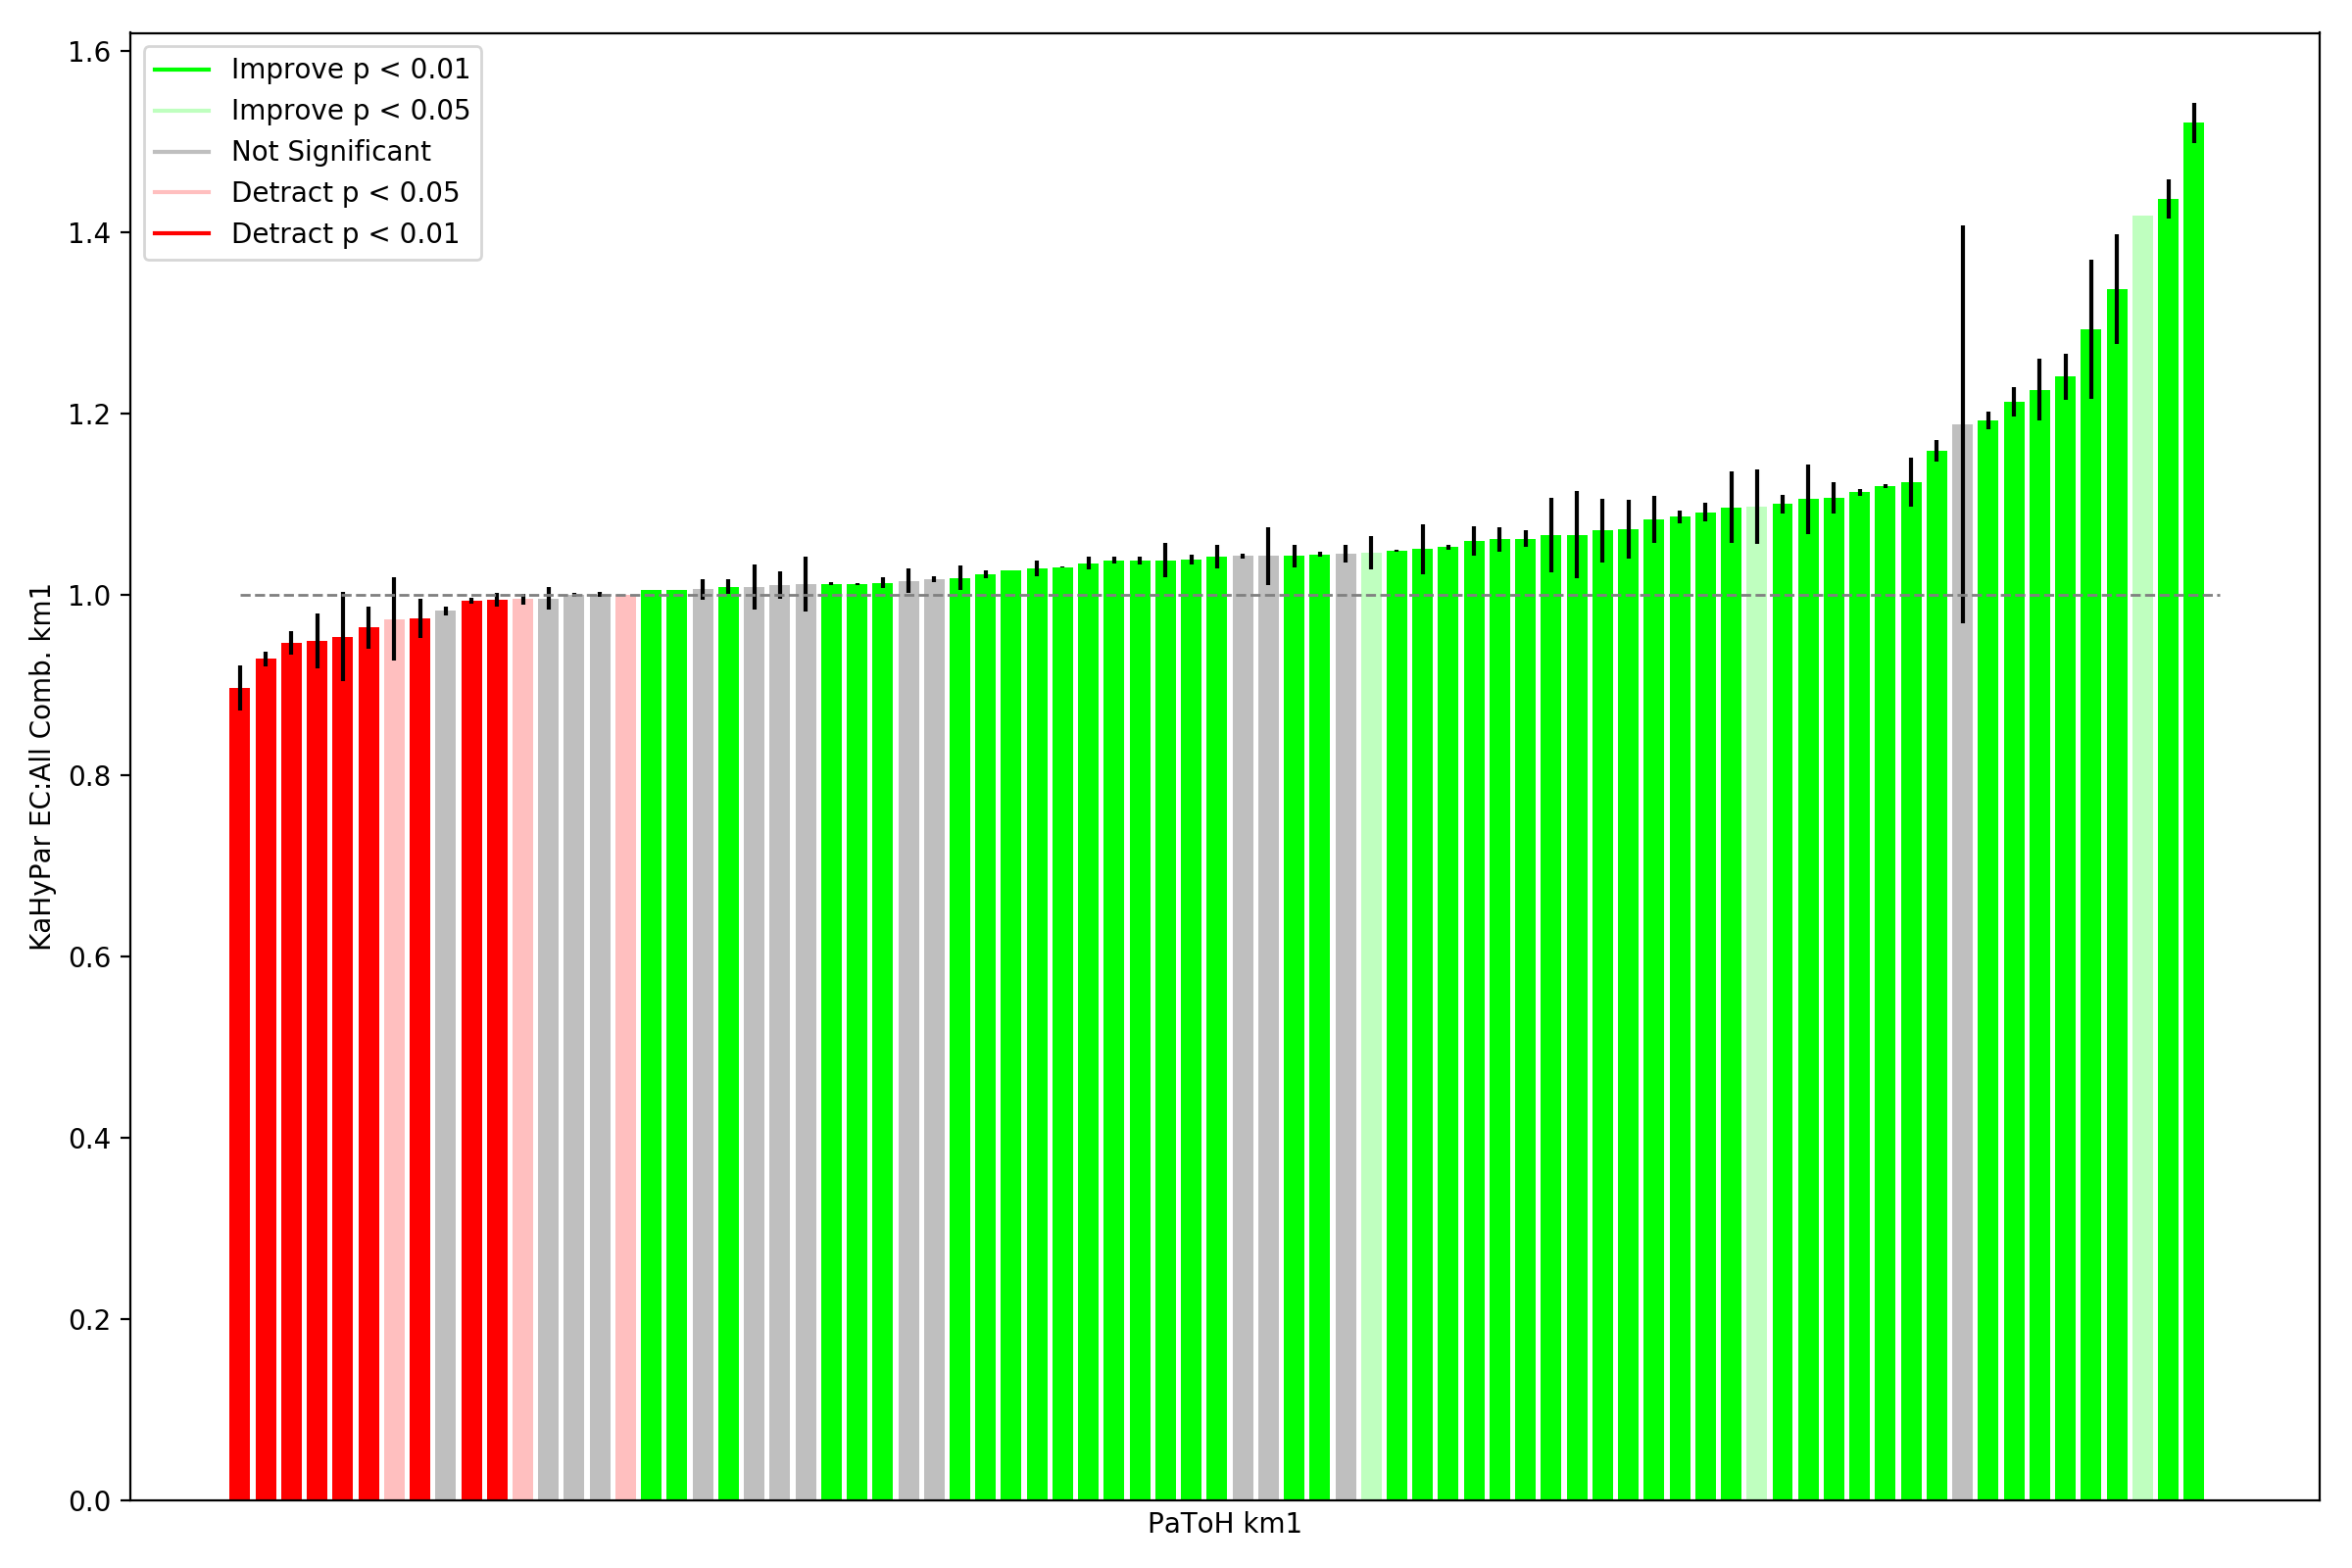 1.6
1.4
1.2
1.0
0.8
0.6
0.4
0.2
0.0
KaHyPar EC:All Comb. km1
Improve p < 0.01
Improve p < 0.05
Not Significant
Detract p < 0.05
Detract p < 0.01
PaToH km1